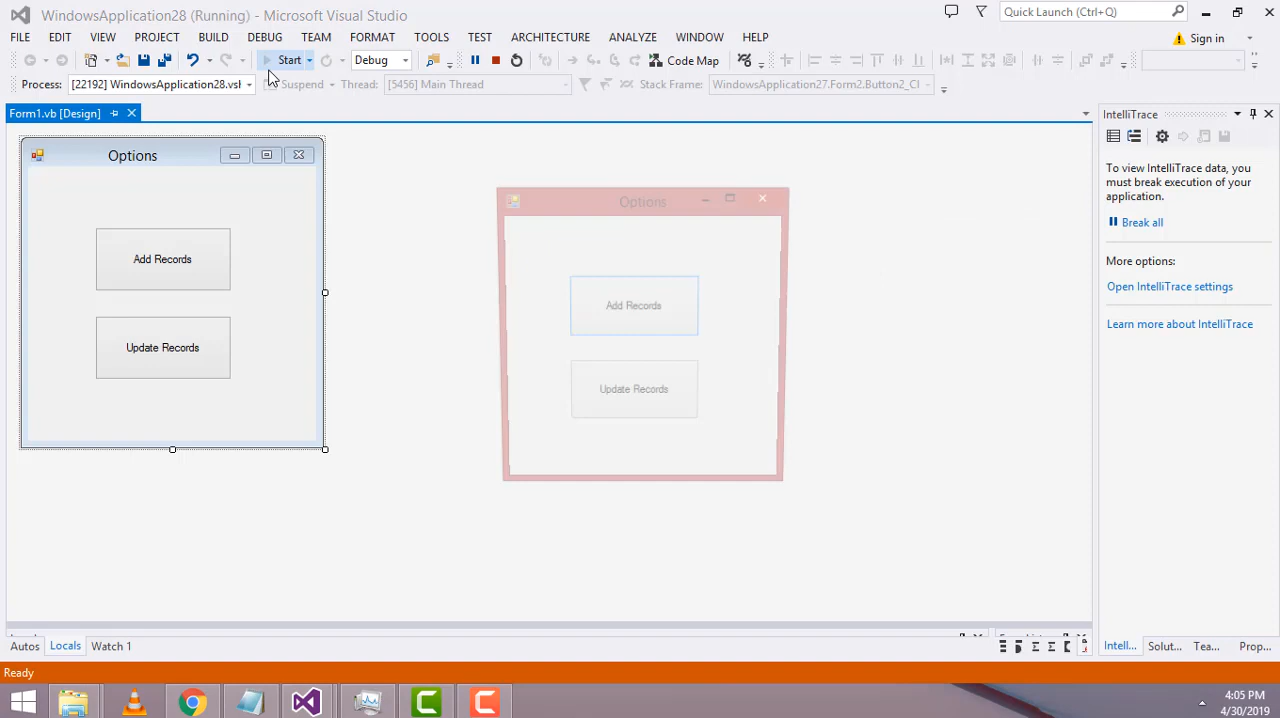 WindowsApplication28 (Running) - Microsoft Visual Studio
Quick Launch (Ctrl+Q)
FILE EDIT VIEW PROJECT BUILD DEBUG TEAM FORMAT TOOLS TEST ARCHITECTURE ANALYZE WINDOW HELP
Sign in
Start
Debug
Code Map
Process: [22192] WindowsApplication28.vsl
Suspend
Thread: [5456] Main Thread
Stack Frame: WindowsApplication27.Form2.Button2_Cl
Form1.vb [Design]
IntelliTrace
Options
Add Records
Update Records
Options
Add Records
Update Records
To view IntelliTrace data, you
must break execution of your
application.
Break all
More options:
Open IntelliTrace settings
Learn more about IntelliTrace
Autos Locals Watch 1
Intell... Solut... Tea... Prop...
Ready
4:05 PM
4/30/2019